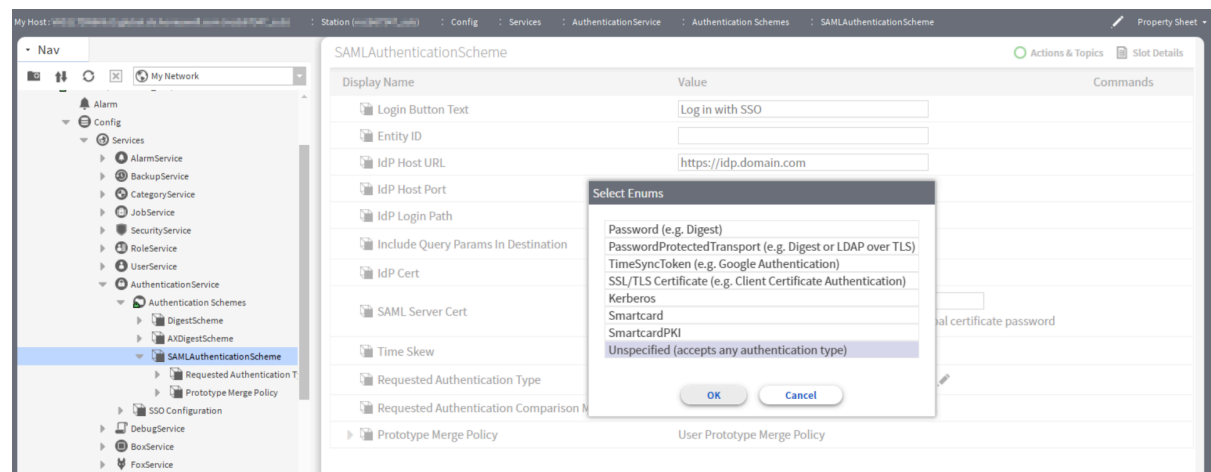 My Host :
: Station (
: Config : Services : AuthenticationService : Authentication Schemes : SAMLAuthenticationScheme
Property Sheet
Nav
My Network
Alarm
Config
Services
AlarmService
BackupService
CategoryService
JobService
SecurityService
RoleService
UserService
AuthenticationService
Authentication Schemes
DigestScheme
AXDigestScheme
SAMLAuthenticationScheme
Requested Authentication T
Prototype Merge Policy
SSO Configuration
DebugService
BoxService
FoxService
SAMLAuthenticationScheme
Actions & Topics Slot Details
Display Name Value Commands
Login Button Text Log in with SSO
Entity ID
IdP Host URL https://idp.domain.com
IdP Host Port
IdP Login Path
Include Query Params In Destination
IdP Cert
SAML Server Cert
al certificate password
Time Skew
Requested Authentication Type
Requested Authentication Comparison M
Prototype Merge Policy User Prototype Merge Policy
Select Enums
Password (e.g. Digest)
PasswordProtectedTransport (e.g. Digest or LDAP over TLS)
TimeSyncToken (e.g. Google Authentication)
SSL/TLS Certificate (e.g. Client Certificate Authentication)
Kerberos
Smartcard
SmartcardPKI
Unspecified (accepts any authentication type)
OK Cancel